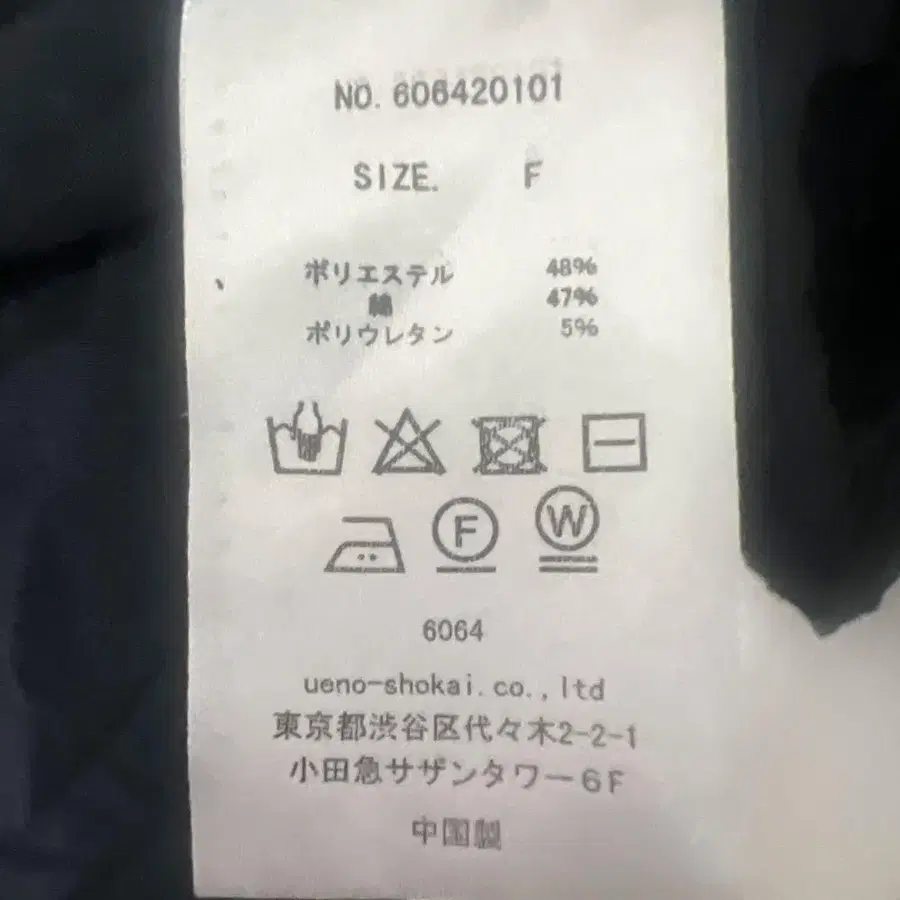 NO. 606420101
SIZE. F
ポリエステル 48%
綿 47%
ポリウレタン 5%
F W
6064
ueno-shokai.co.,ltd
東京都渋谷区代々木2-2-1
小田急サザンタワー6F
中国製